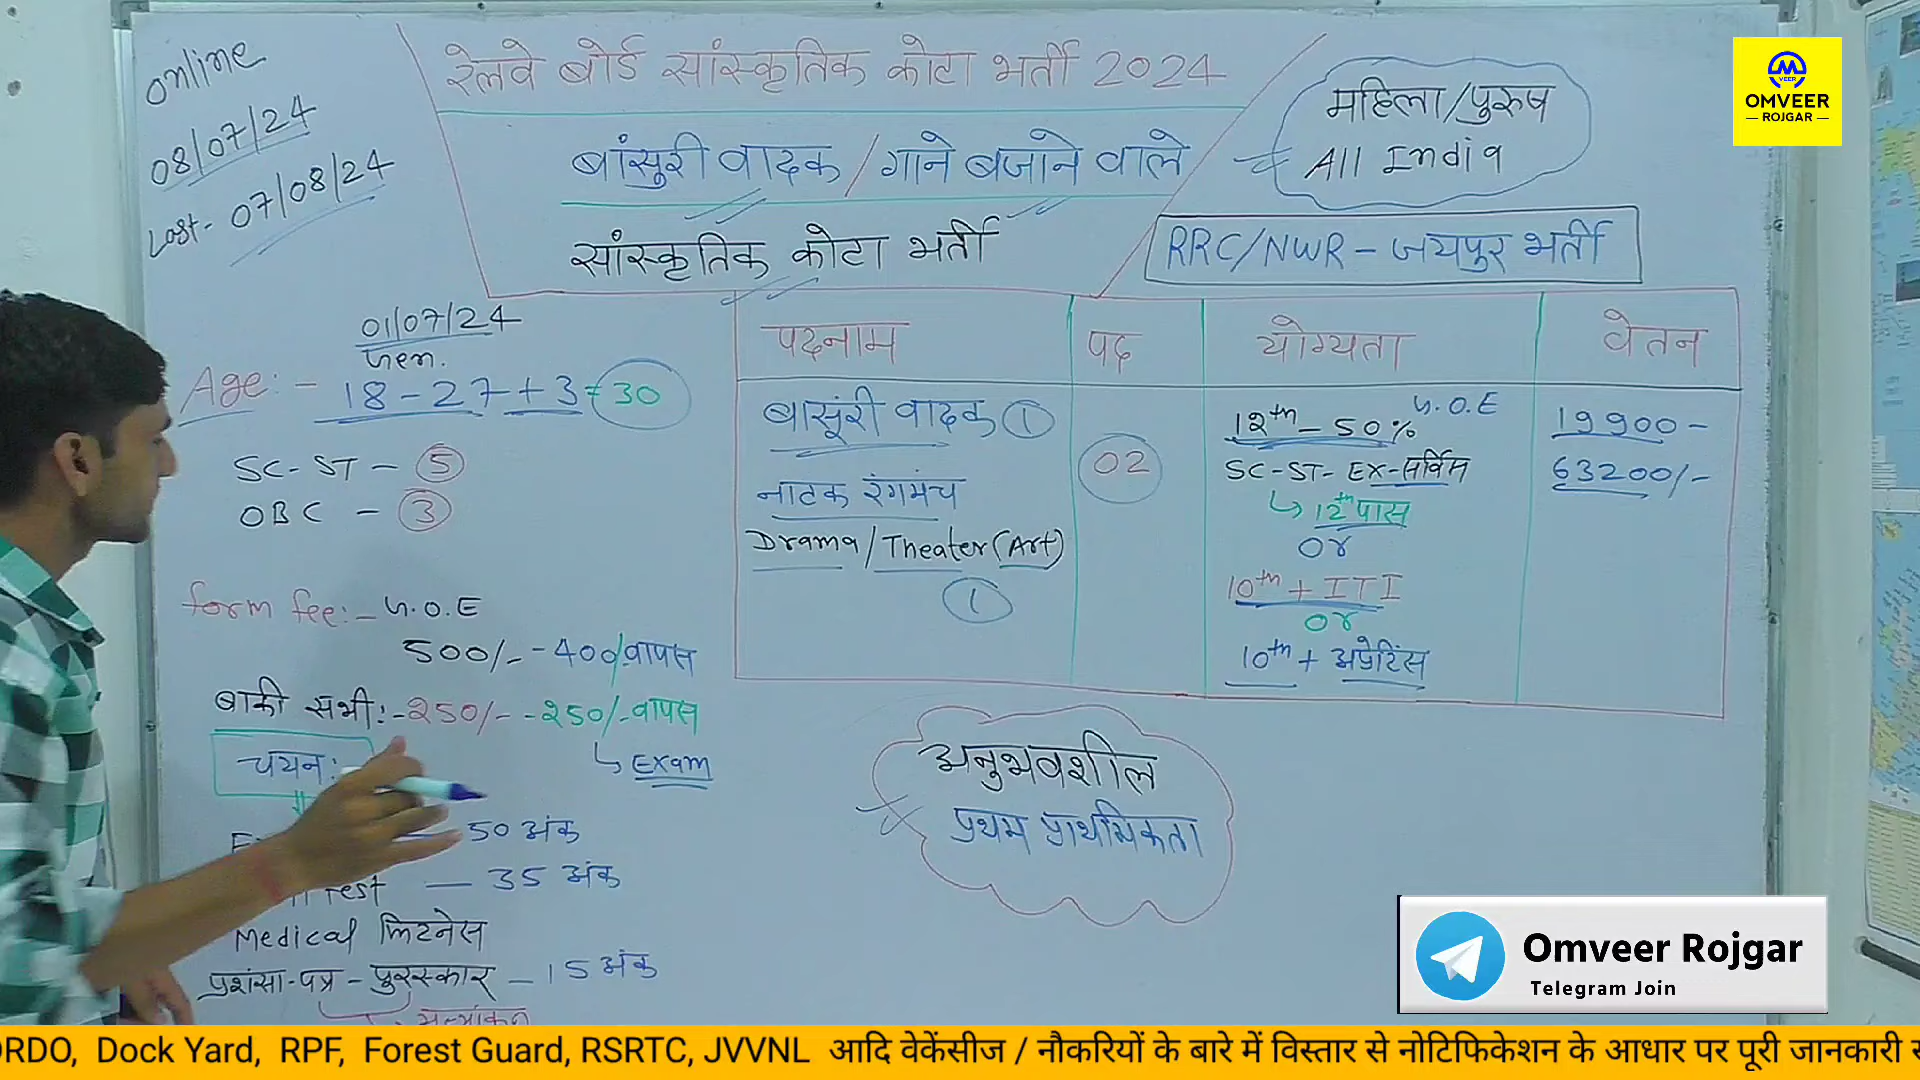 online
08/07/24
Last- 07/08/24
रेलवे बोर्ड सांस्कृतिक कोटा भर्ती 2024
बांसुरी वादक / गाने बजाने वाले
सांस्कृतिक कोटा भर्ती
महिला/पुरुष
All India
RRC/NWR - जयपुर भर्ती
OMVEER
ROJGAR
01/07/24
Age:- 18-27+3=30
SC-ST - 5
OBC - 3
form fee:- U.O.E
500/- - 400/वापस
बाकी सभी:- 250/- - 250/- वापस
Exam
चयन:
50 अंक
Test — 35 अंक
Medical फिटनेस
प्रशंसा-पत्र - पुरस्कार - 15 अंक
पदनाम पद योग्यता वेतन
बासूंरी वादक 1
नाटक रंगमंच
Drama/Theater(Art)
1
02
U.O.E
12th - 50%
SC-ST-EX-सर्विस
12th पास
or
10th + ITI
or
10th + अप्रेटिंस
19900-
63200/-
अनुभवशील
प्रथम प्राथमिकता
Omveer Rojgar
Telegram Join
DRDO, Dock Yard, RPF, Forest Guard, RSRTC, JVVNL आदि वेकेंसीज / नौकरियों के बारे में विस्तार से नोटिफिकेशन के आधार पर पूरी जानकारी